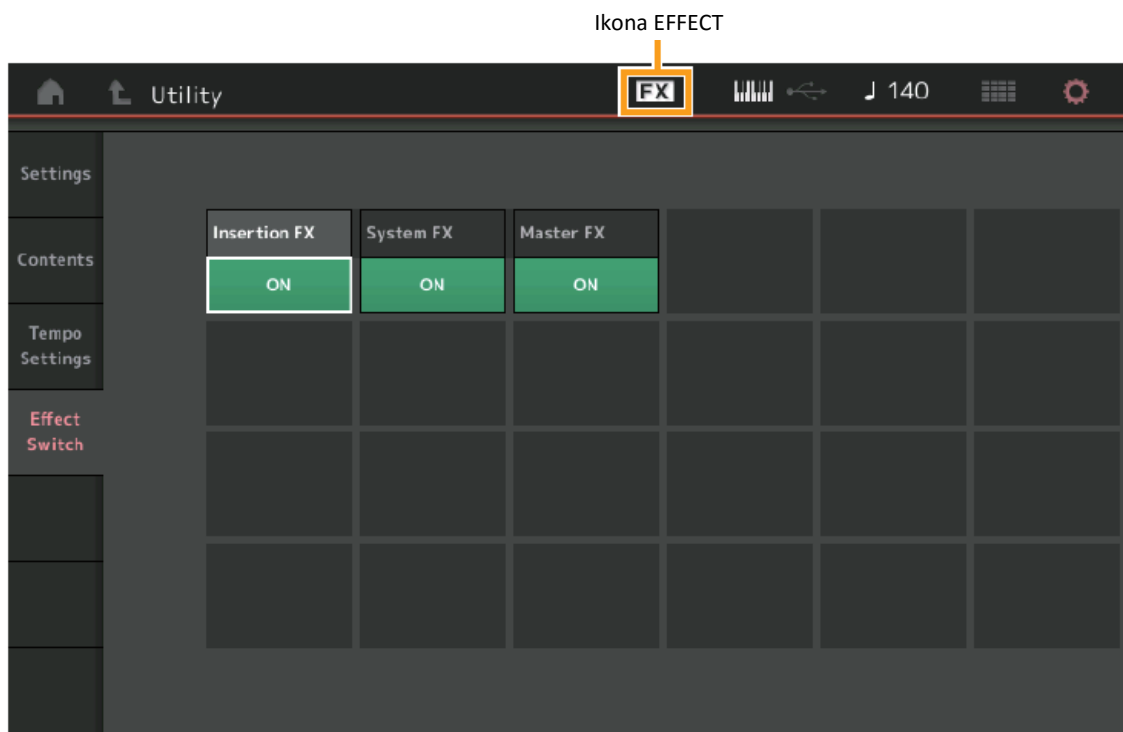 Ikona EFFECT
Utility
FX
140
Settings
Contents
Tempo
Settings
Effect
Switch
Insertion FX
System FX
Master FX
ON
ON
ON